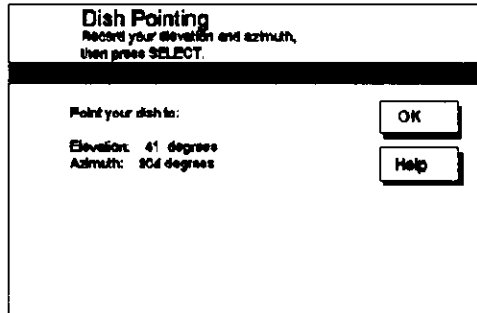 Dish Pointing
Record your elevation and azimuth,
then press SELECT.
Point your dish to:
OK
Elevation: 41 degrees
Azimuth: 204 degrees
Help